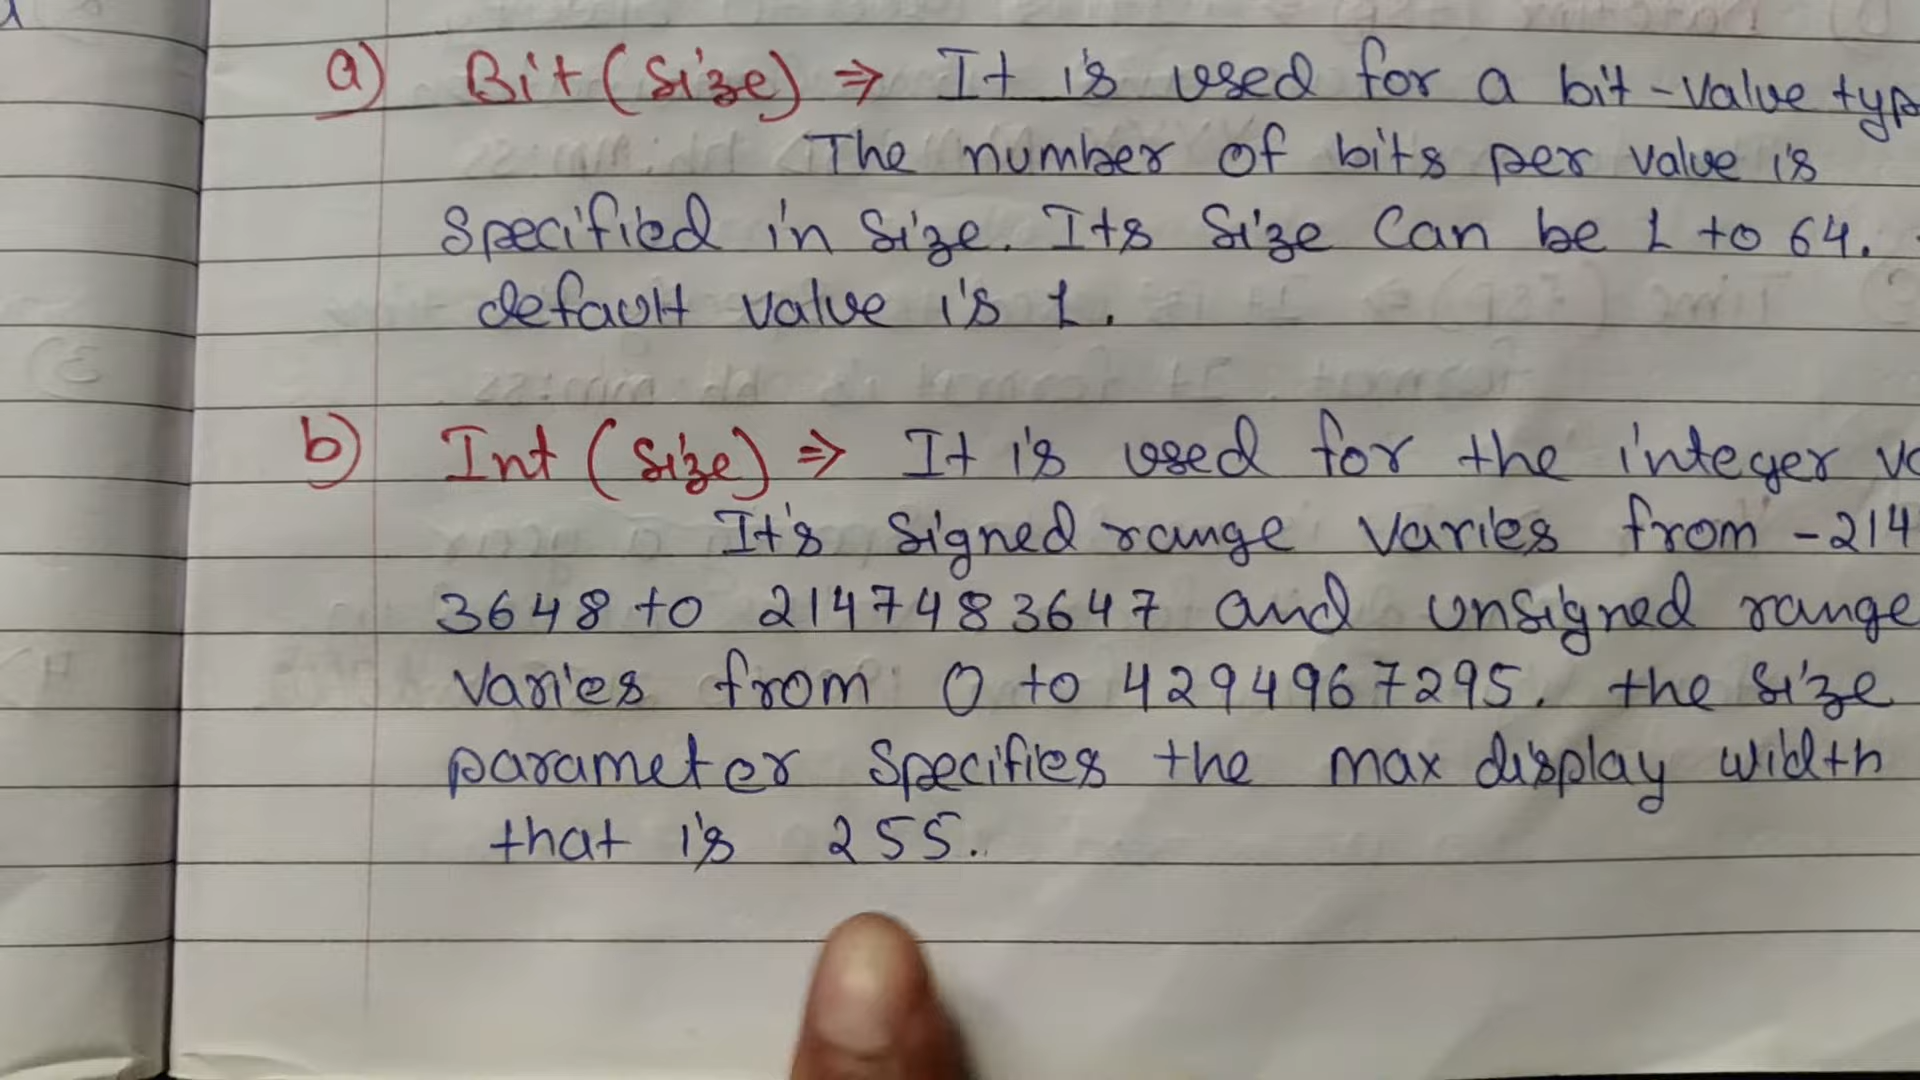 a) Bit (Size) ⇒ It is used for a bit-value typ
The number of bits per value is
specified in size. Its size can be 1 to 64.
default value is 1.
b) Int (size) ⇒ It is used for the integer va
It's signed range varies from -214
3648 to 2147483647 and unsigned range
varies from 0 to 4294967295. the size
parameter specifies the max display width
that is 255.